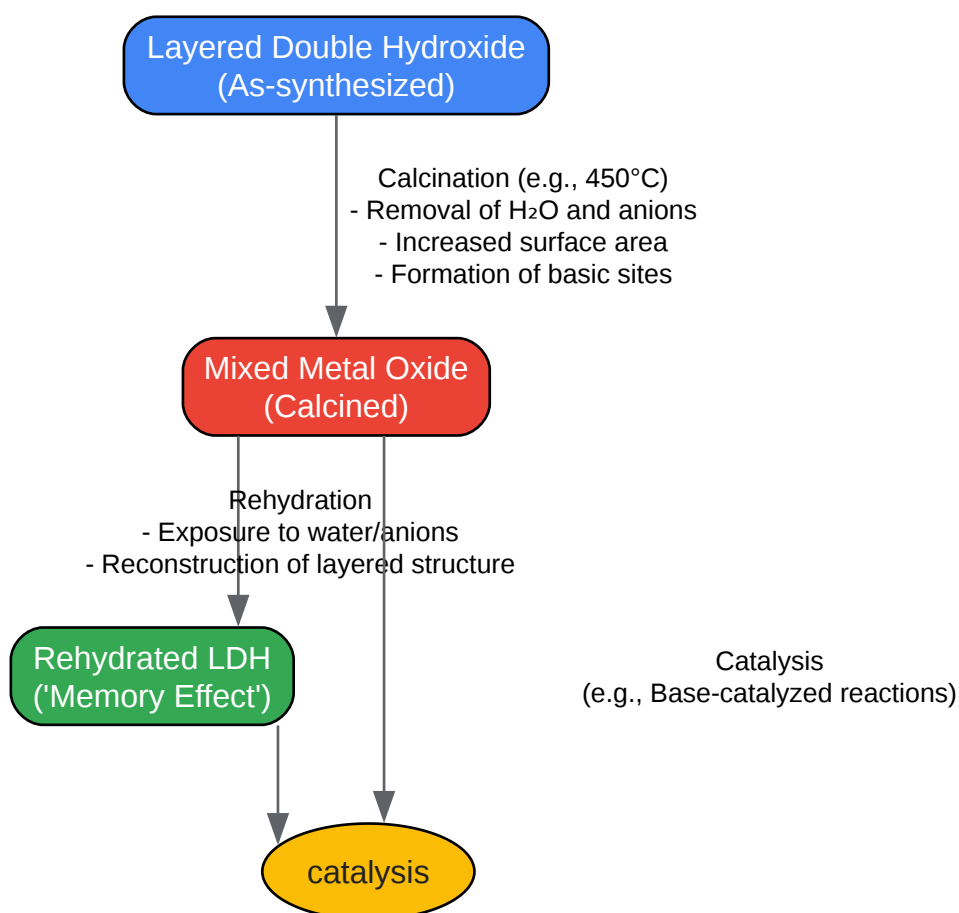 Layered Double Hydroxide
(As-synthesized)
Calcination (e.g., 450°C)
- Removal of H₂O and anions
- Increased surface area
- Formation of basic sites
Mixed Metal Oxide
(Calcined)
Rehydration
- Exposure to water/anions
- Reconstruction of layered structure
Rehydrated LDH
('Memory Effect')
Catalysis
(e.g., Base-catalyzed reactions)
catalysis